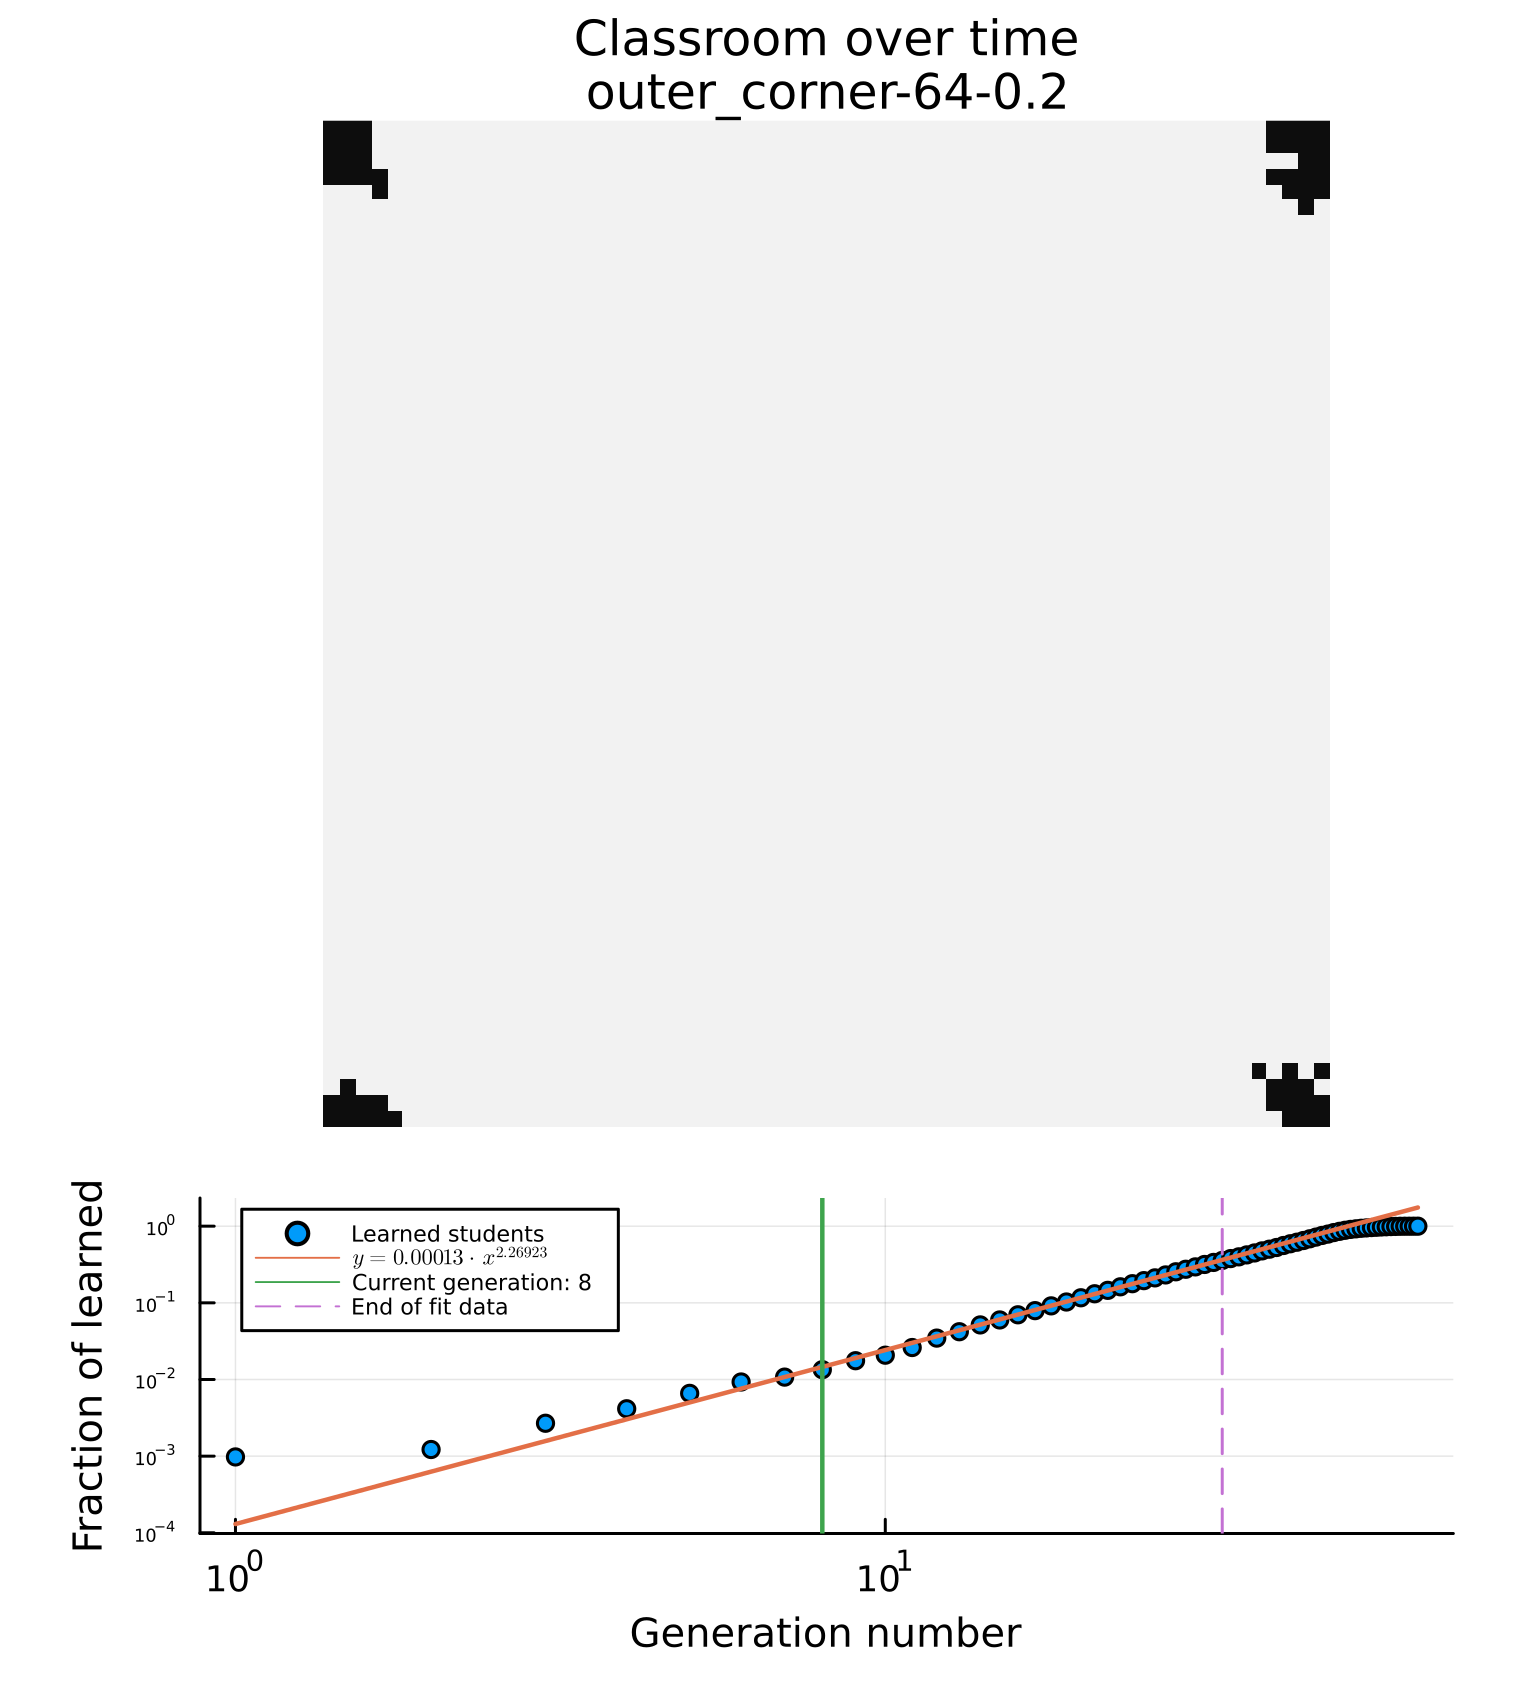 Classroom over time
outer_corner-64-0.2
Fraction of learned
10^0
10^-1
10^-2
10^-3
10^-4
Learned students
y = 0.00013 · x^2.26923
Current generation: 8
End of fit data
10^0
10^1
Generation number